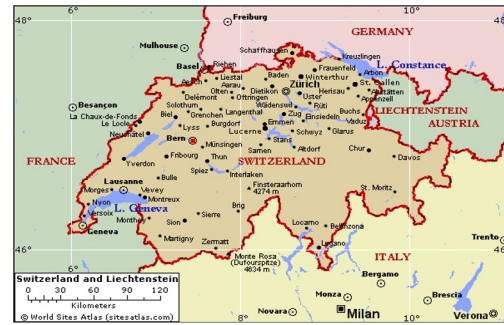 6°
8°
10°
48°
48°
Freiburg
GERMANY
Mulhouse
Schaffhausen
Kreuzlingen
L. Constance
Basel
Riehen
Baden
Frauenfeld
Arbon
Aesch
Liestal
Winterthur
St. Gallen
Aarau
Dietikon
Zürich
Herisau
Altstätten
Delémont
Olten
Oftringen
Uster
Appenzell
Besançon
Solothurn
Wädenswil
Rüti
Buchs
LIECHTENSTEIN
La Chaux-de-Fonds
Grenchen
Langenthal
Zug
Einsiedeln
Vaduz
AUSTRIA
Le Locle
Biel
Emmen
Neuchâtel
Lyss
Burgdorf
Lucerne
Schwyz
Glarus
Bern
Stans
Münsingen
Sarnen
Altdorf
Chur
FRANCE
Fribourg
Thun
SWITZERLAND
Davos
Yverdon
Spiez
Interlaken
Bulle
Finsteraarhorn
4274 m
Lausanne
St. Moritz
Morges
Vevey
Montreux
Nyon
L. Geneva
Brig
Versoix
Monthey
Sion
Sierre
Locarno
Bellinzona
Geneva
Martigny
Zermatt
Lugano
Trento
46°
46°
Monte Rosa
(Dufourspitze)
4634 m
ITALY
6°
Bergamo
Switzerland and Liechtenstein
0 30 60 90 120
Kilometers
© World Sites Atlas (sitesatlas.com)
Monza
Brescia
Novara
Milan
Verona
8°
10°